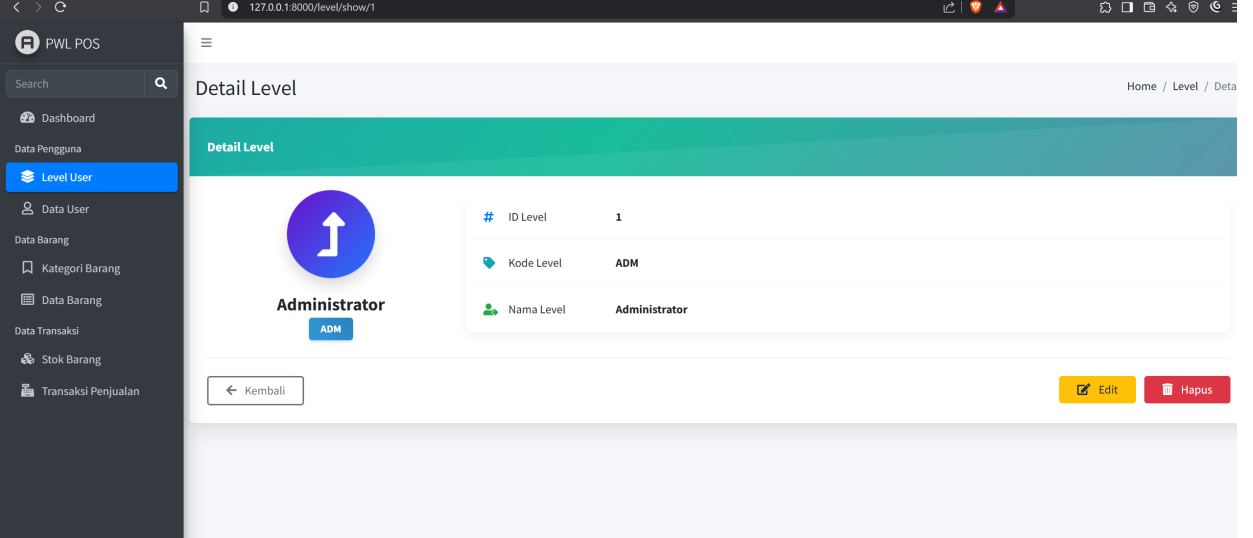 127.0.0.1:8000/level/show/1
PWL POS
Search
Dashboard
Data Pengguna
Level User
Data User
Data Barang
Kategori Barang
Data Barang
Data Transaksi
Stok Barang
Transaksi Penjualan
Detail Level
Home / Level / Deta
Detail Level
Administrator
ADM
# ID Level 1
Kode Level ADM
Nama Level Administrator
Kembali
Edit
Hapus